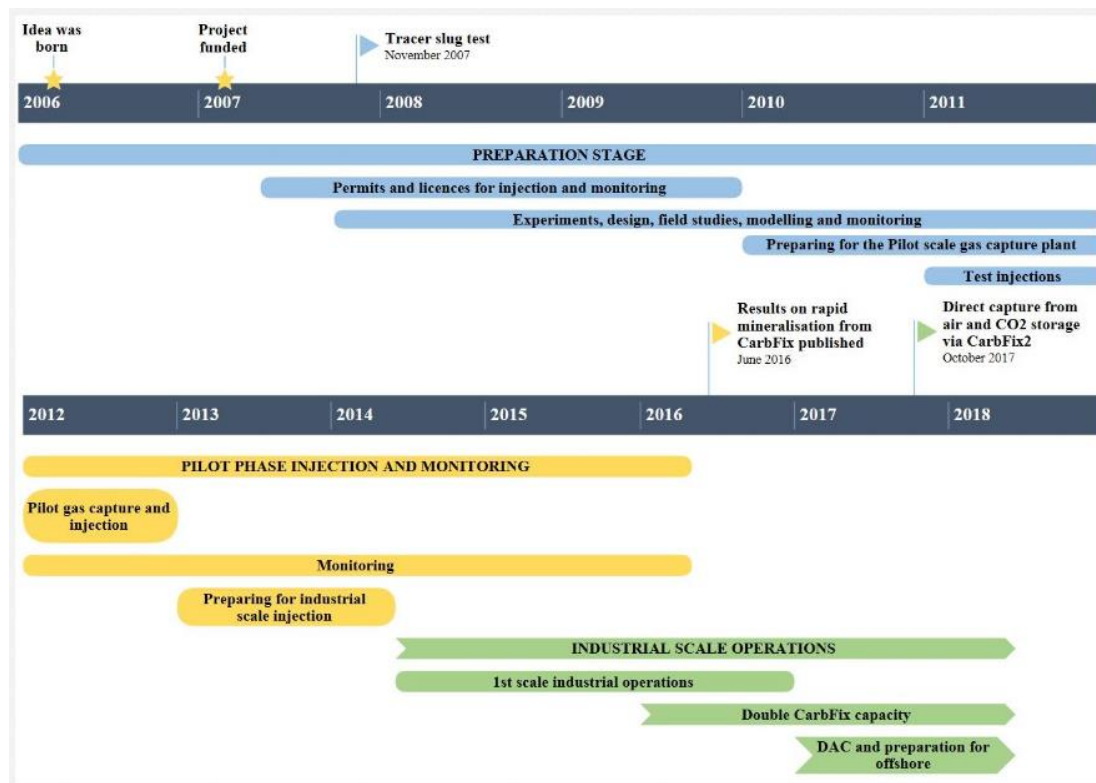 Idea was
born
Project
funded
Tracer slug test
November 2007
2006 2007 2008 2009 2010 2011
PREPARATION STAGE
Permits and licences for injection and monitoring
Experiments, design, field studies, modelling and monitoring
Preparing for the Pilot scale gas capture plant
Test injections
Results on rapid
mineralisation from
CarbFix published
June 2016
Direct capture from
air and CO2 storage
via CarbFix2
October 2017
2012 2013 2014 2015 2016 2017 2018
PILOT PHASE INJECTION AND MONITORING
Pilot gas capture and
injection
Monitoring
Preparing for industrial
scale injection
INDUSTRIAL SCALE OPERATIONS
1st scale industrial operations
Double CarbFix capacity
DAC and preparation for
offshore